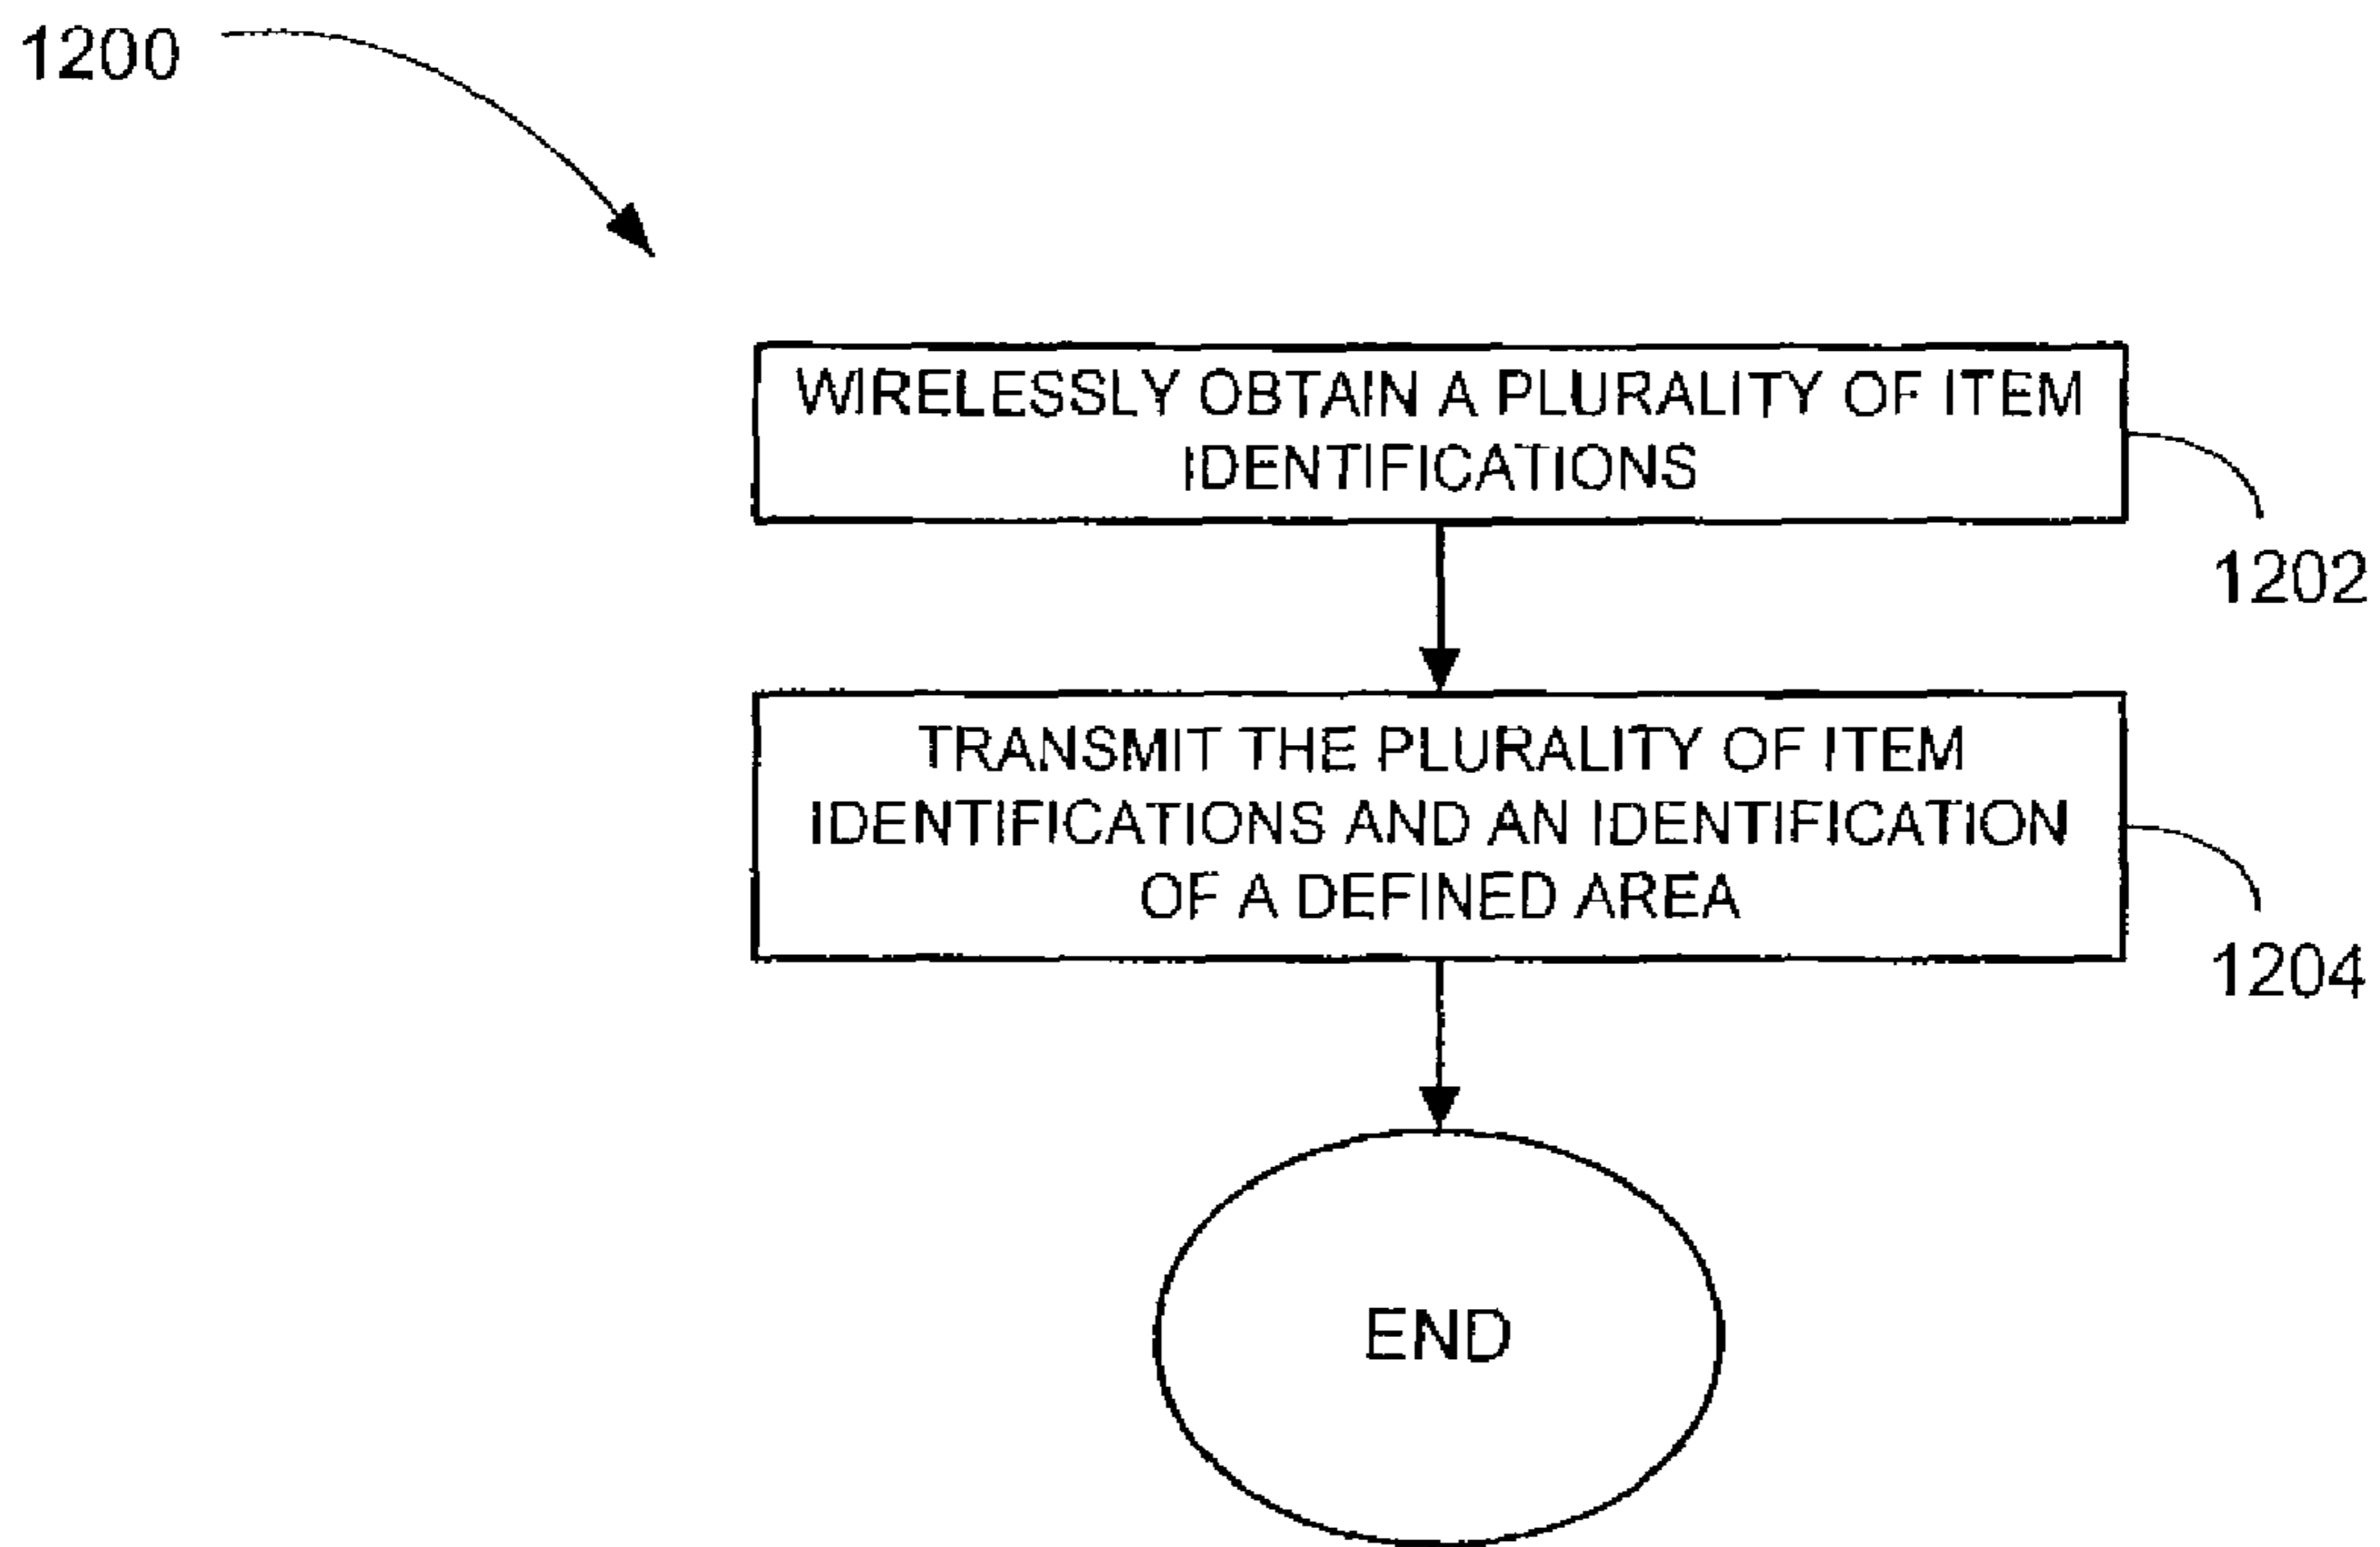 1200
WIRELESSLY OBTAIN A PLURALITY OF ITEM
IDENTIFICATIONS
1202
TRANSMIT THE PLURALITY OF ITEM
IDENTIFICATIONS AND AN IDENTIFICATION
OF A DEFINED AREA
1204
END